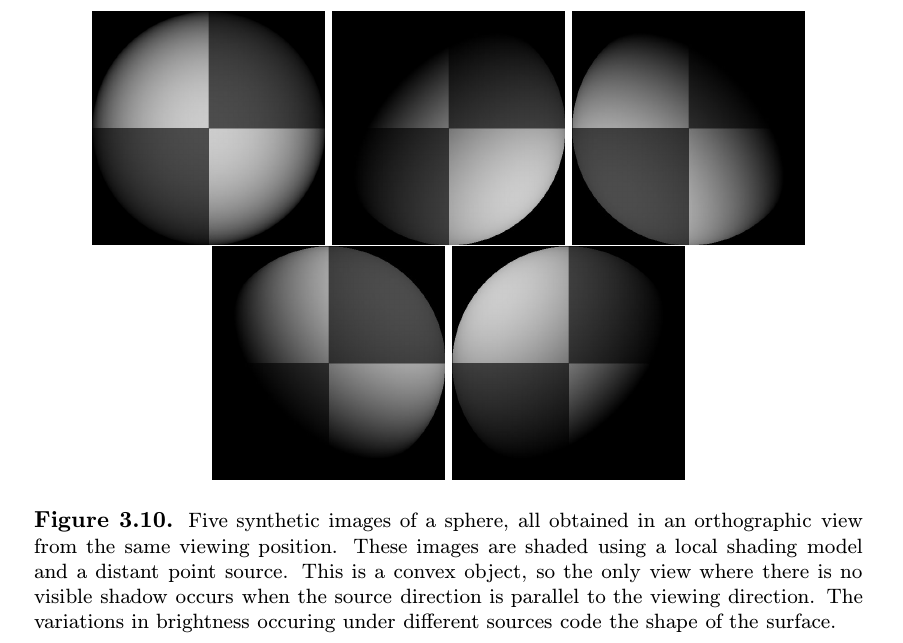 Figure 3.10. Five synthetic images of a sphere, all obtained in an orthographic view
from the same viewing position. These images are shaded using a local shading model
and a distant point source. This is a convex object, so the only view where there is no
visible shadow occurs when the source direction is parallel to the viewing direction. The
variations in brightness occuring under different sources code the shape of the surface.